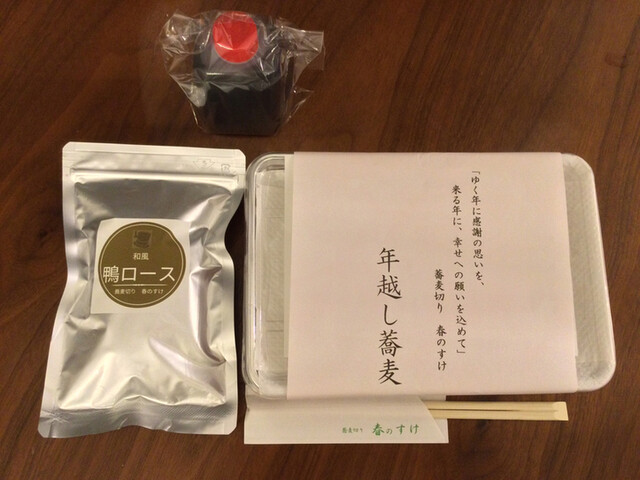 和風
鴨ロース
蕎麦切り 春のすけ
「ゆく年に感謝の思いを、
来る年に、幸せへの願いを込めて」
蕎麦切り 春のすけ
年越し蕎麦
蕎麦切り 春のすけ